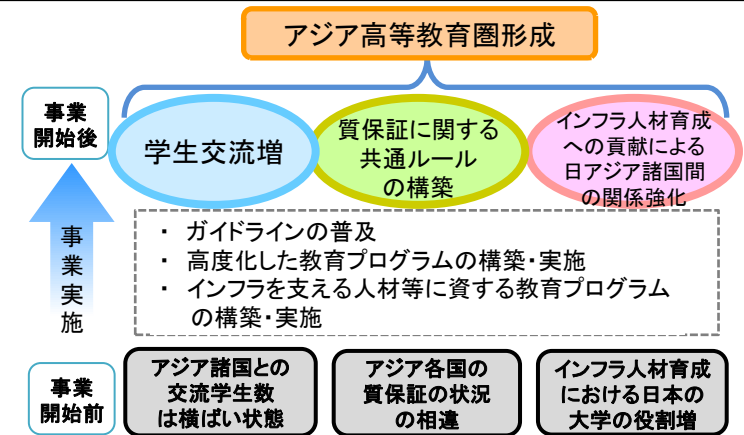 アジア高等教育圏形成
事業
開始後
学生交流増
質保証に関する
共通ルール
の構築
インフラ人材育成
への貢献による
日アジア諸国間
の関係強化
事
業
実
施
・ ガイドラインの普及
・ 高度化した教育プログラムの構築・実施
・ インフラを支える人材等に資する教育プログラム
の構築・実施
事業
開始前
アジア諸国との
交流学生数
は横ばい状態
アジア各国の
質保証の状況
の相違
インフラ人材育成
における日本の
大学の役割増